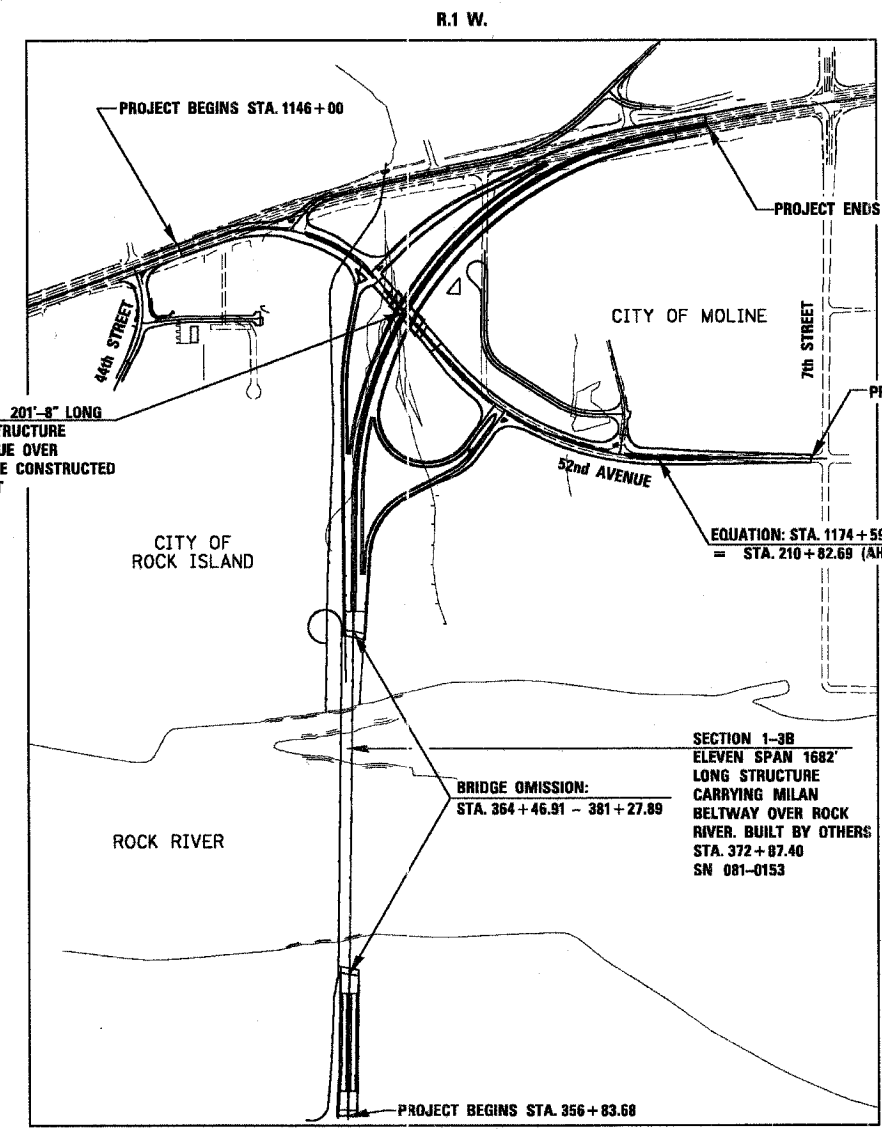 R.1 W.
PROJECT BEGINS STA. 1146+00
PROJECT ENDS
CITY OF MOLINE
44th STREET
7th STREET
201'-8" LONG
TRUCTURE
UE OVER
E CONSTRUCTED
T
52nd AVENUE
CITY OF
ROCK ISLAND
EQUATION: STA. 1174+59
= STA. 210+82.69 (AH
SECTION 1-3B
ELEVEN SPAN 1682'
LONG STRUCTURE
CARRYING MILAN
BELTWAY OVER ROCK
RIVER. BUILT BY OTHERS
STA. 372+87.40
SN 081-0153
BRIDGE OMISSION:
STA. 364+46.91 - 381+27.89
ROCK RIVER
PROJECT BEGINS STA. 356+83.68